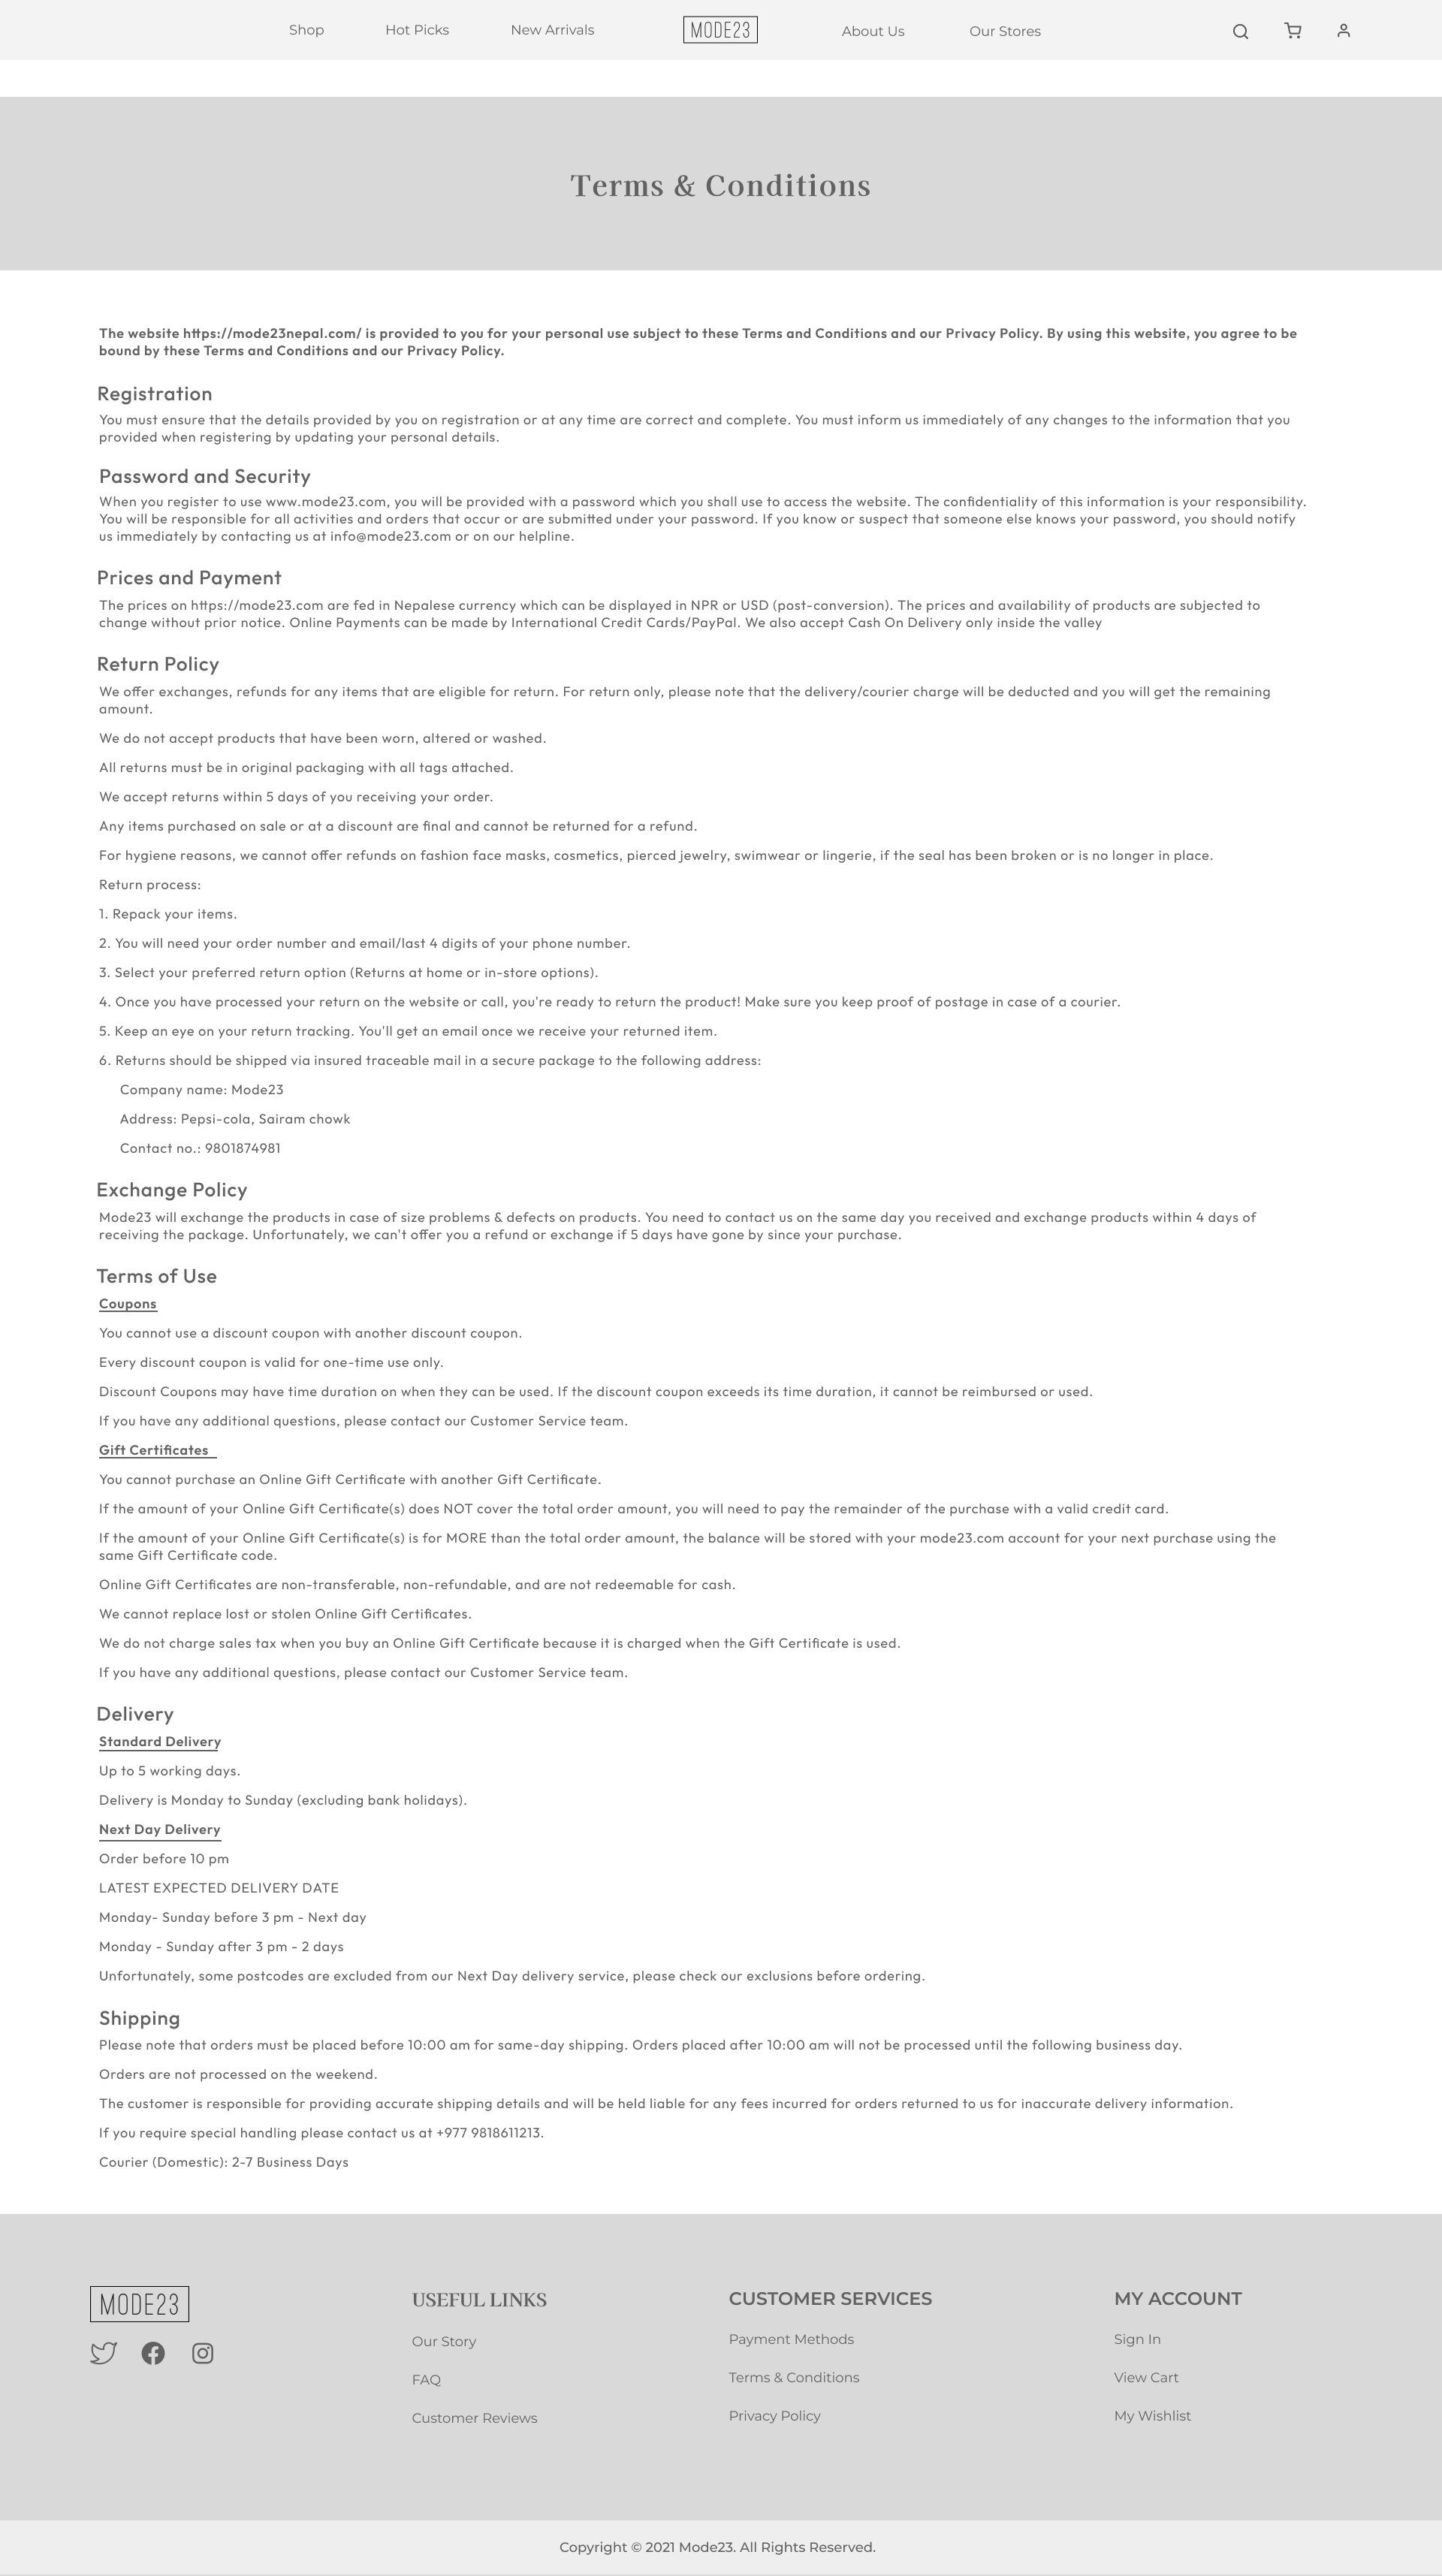 Shop Hot Picks New Arrivals MODE23 About Us Our Stores
Terms & Conditions
The website https://mode23nepal.com/ is provided to you for your personal use subject to these Terms and Conditions and our Privacy Policy. By using this website, you agree to be
bound by these Terms and Conditions and our Privacy Policy.
Registration
You must ensure that the details provided by you on registration or at any time are correct and complete. You must inform us immediately of any changes to the information that you
provided when registering by updating your personal details.
Password and Security
When you register to use www.mode23.com, you will be provided with a password which you shall use to access the website. The confidentiality of this information is your responsibility.
You will be responsible for all activities and orders that occur or are submitted under your password. If you know or suspect that someone else knows your password, you should notify
us immediately by contacting us at info@mode23.com or on our helpline.
Prices and Payment
The prices on https://mode23.com are fed in Nepalese currency which can be displayed in NPR or USD (post-conversion). The prices and availability of products are subjected to
change without prior notice. Online Payments can be made by International Credit Cards/PayPal. We also accept Cash On Delivery only inside the valley
Return Policy
We offer exchanges, refunds for any items that are eligible for return. For return only, please note that the delivery/courier charge will be deducted and you will get the remaining
amount.
We do not accept products that have been worn, altered or washed.
All returns must be in original packaging with all tags attached.
We accept returns within 5 days of you receiving your order.
Any items purchased on sale or at a discount are final and cannot be returned for a refund.
For hygiene reasons, we cannot offer refunds on fashion face masks, cosmetics, pierced jewelry, swimwear or lingerie, if the seal has been broken or is no longer in place.
Return process:
1. Repack your items.
2. You will need your order number and email/last 4 digits of your phone number.
3. Select your preferred return option (Returns at home or in-store options).
4. Once you have processed your return on the website or call, you're ready to return the product! Make sure you keep proof of postage in case of a courier.
5. Keep an eye on your return tracking. You'll get an email once we receive your returned item.
6. Returns should be shipped via insured traceable mail in a secure package to the following address:
Company name: Mode23
Address: Pepsi-cola, Sairam chowk
Contact no.: 9801874981
Exchange Policy
Mode23 will exchange the products in case of size problems & defects on products. You need to contact us on the same day you received and exchange products within 4 days of
receiving the package. Unfortunately, we can't offer you a refund or exchange if 5 days have gone by since your purchase.
Terms of Use
Coupons
You cannot use a discount coupon with another discount coupon.
Every discount coupon is valid for one-time use only.
Discount Coupons may have time duration on when they can be used. If the discount coupon exceeds its time duration, it cannot be reimbursed or used.
If you have any additional questions, please contact our Customer Service team.
Gift Certificates
You cannot purchase an Online Gift Certificate with another Gift Certificate.
If the amount of your Online Gift Certificate(s) does NOT cover the total order amount, you will need to pay the remainder of the purchase with a valid credit card.
If the amount of your Online Gift Certificate(s) is for MORE than the total order amount, the balance will be stored with your mode23.com account for your next purchase using the
same Gift Certificate code.
Online Gift Certificates are non-transferable, non-refundable, and are not redeemable for cash.
We cannot replace lost or stolen Online Gift Certificates.
We do not charge sales tax when you buy an Online Gift Certificate because it is charged when the Gift Certificate is used.
If you have any additional questions, please contact our Customer Service team.
Delivery
Standard Delivery
Up to 5 working days.
Delivery is Monday to Sunday (excluding bank holidays).
Next Day Delivery
Order before 10 pm
LATEST EXPECTED DELIVERY DATE
Monday- Sunday before 3 pm - Next day
Monday - Sunday after 3 pm - 2 days
Unfortunately, some postcodes are excluded from our Next Day delivery service, please check our exclusions before ordering.
Shipping
Please note that orders must be placed before 10:00 am for same-day shipping. Orders placed after 10:00 am will not be processed until the following business day.
Orders are not processed on the weekend.
The customer is responsible for providing accurate shipping details and will be held liable for any fees incurred for orders returned to us for inaccurate delivery information.
If you require special handling please contact us at +977 9818611213.
Courier (Domestic): 2-7 Business Days
MODE23
USEFUL LINKS
Our Story
FAQ
Customer Reviews
CUSTOMER SERVICES
Payment Methods
Terms & Conditions
Privacy Policy
MY ACCOUNT
Sign In
View Cart
My Wishlist
Copyright © 2021 Mode23. All Rights Reserved.